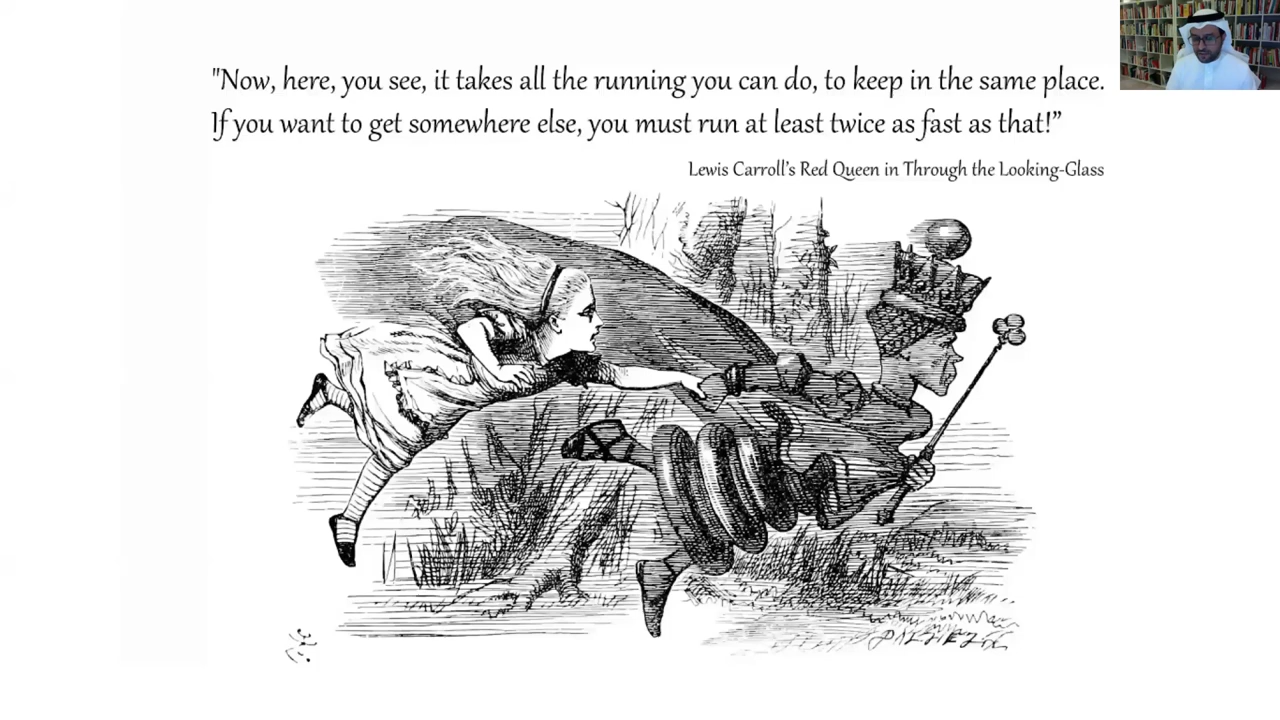 "Now, here, you see, it takes all the running you can do, to keep in the same place.
If you want to get somewhere else, you must run at least twice as fast as that!”
Lewis Carroll’s Red Queen in Through the Looking-Glass